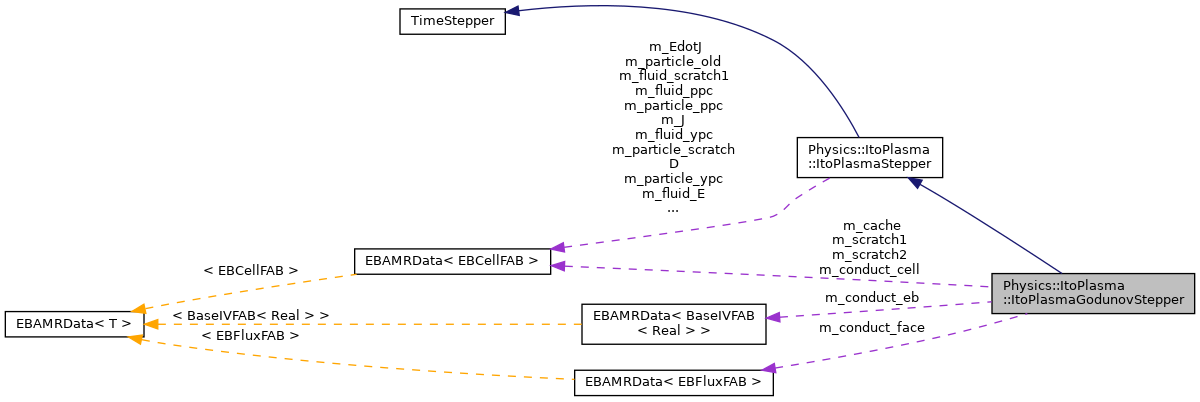 TimeStepper
m_EdotJ
m_particle_old
m_fluid_scratch1
m_fluid_ppc
m_particle_ppc
m_J
m_fluid_ypc
m_particle_scratch
D
m_particle_ypc
m_fluid_E
...
Physics::ItoPlasma
::ItoPlasmaStepper
m_cache
m_scratch1
m_scratch2
m_conduct_cell
EBAMRData< EBCellFAB >
< EBCellFAB >
Physics::ItoPlasma
::ItoPlasmaGodunovStepper
m_conduct_eb
EBAMRData< BaseIVFAB
< Real > >
< BaseIVFAB< Real > >
EBAMRData< T >
< EBFluxFAB >
m_conduct_face
EBAMRData< EBFluxFAB >